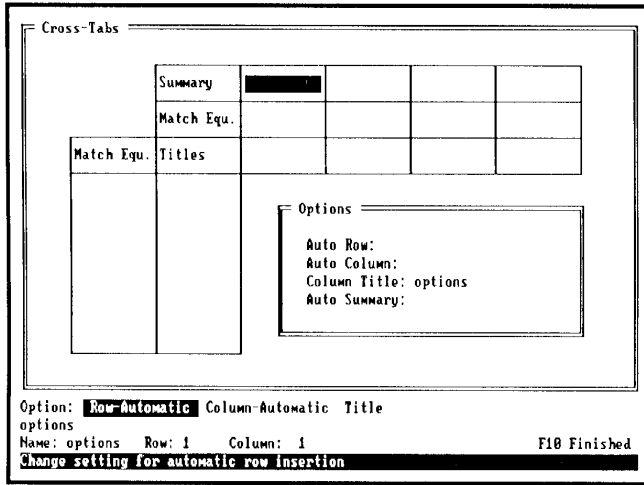 Cross-Tabs
Summary
Match Equ.
Match Equ. Titles
Options
Auto Row:
Auto Column:
Column Title: options
Auto Summary:
Option: Row-Automatic Column-Automatic Title
options
Name: options Row: 1 Column: 1 F10 Finished
Change setting for automatic row insertion